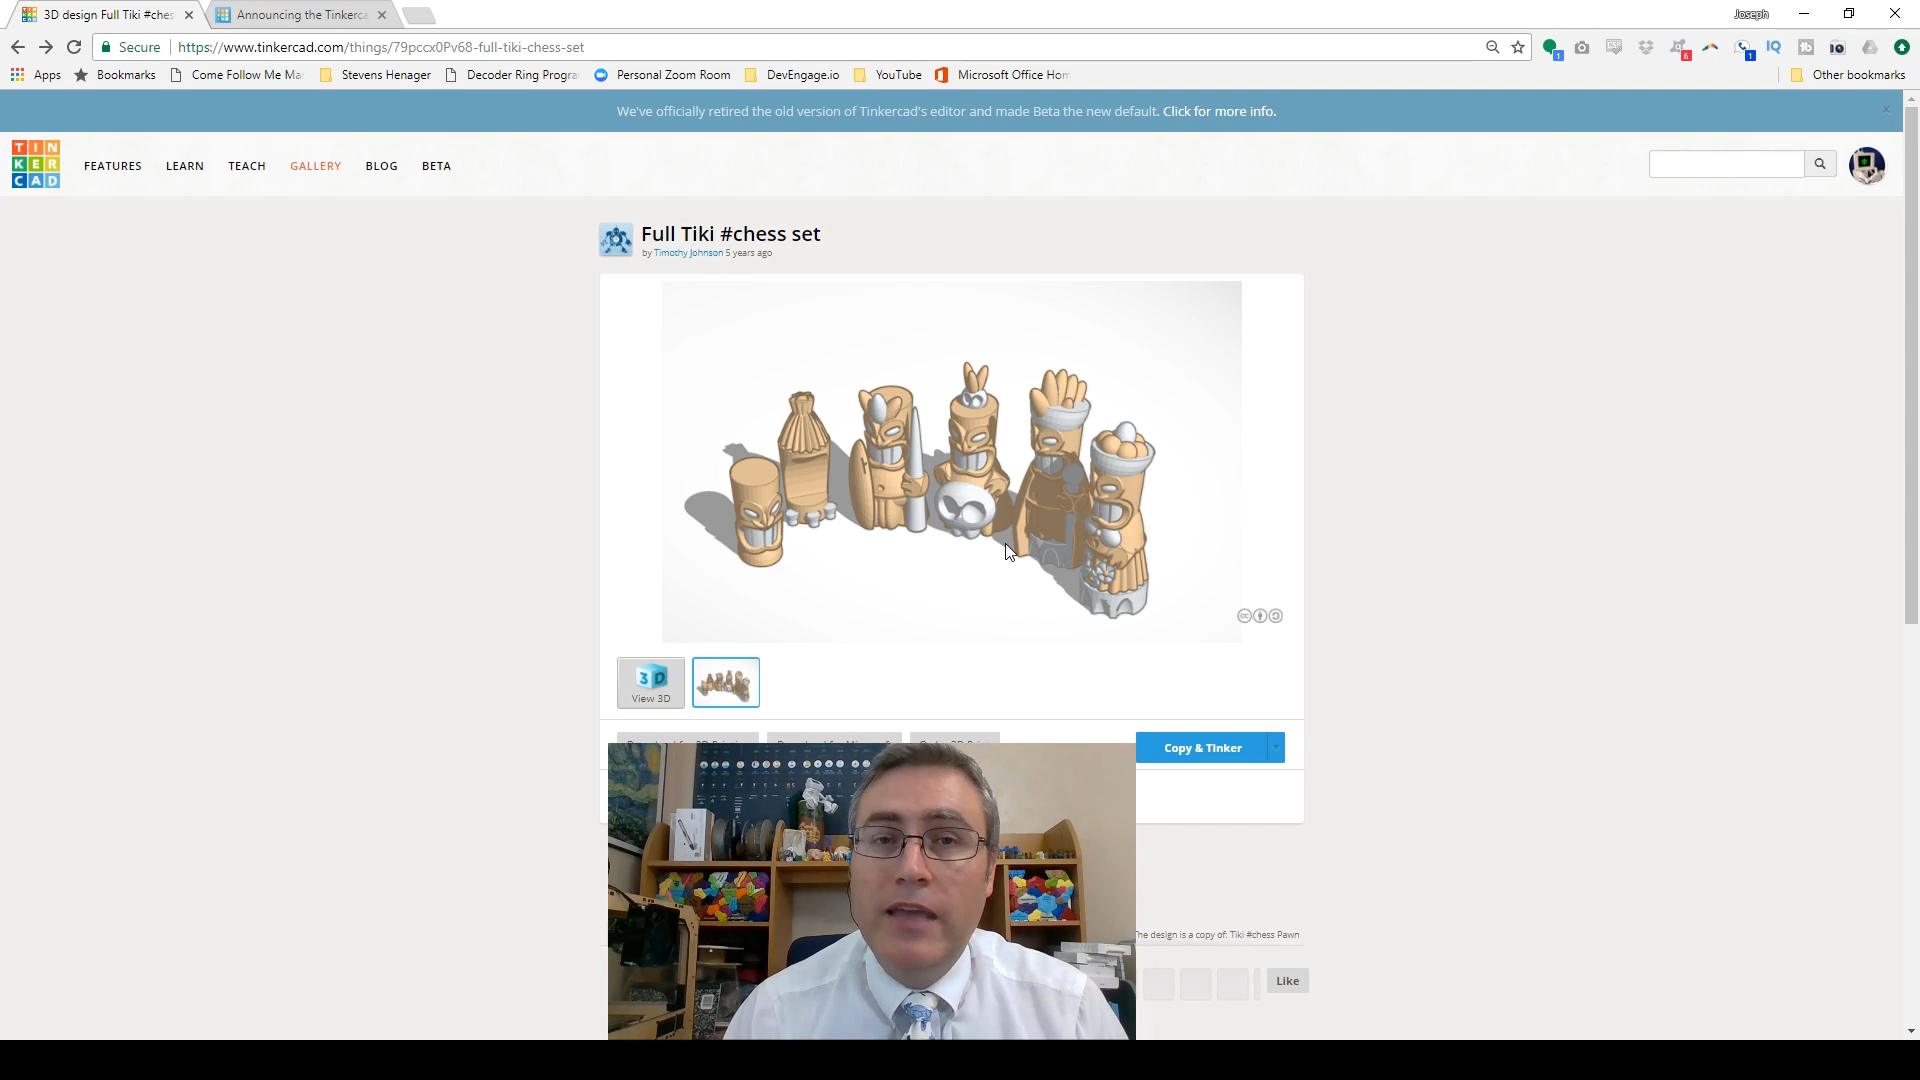 3D design Full Tiki #ches
Announcing the Tinkerca
Joseph
Secure
https://www.tinkercad.com/things/79pccx0Pv68-full-tiki-chess-set
Apps
Bookmarks
Come Follow Me Ma
Stevens Henager
Decoder Ring Progra
Personal Zoom Room
DevEngage.io
YouTube
Microsoft Office Hom
Other bookmarks
We've officially retired the old version of Tinkercad's editor and made Beta the new default. Click for more info.
TIN
KER
CAD
FEATURES
LEARN
TEACH
GALLERY
BLOG
BETA
Full Tiki #chess set
by Timothy Johnson 5 years ago
3D
View 3D
Copy & Tinker
The design is a copy of: Tiki #chess Pawn
Like